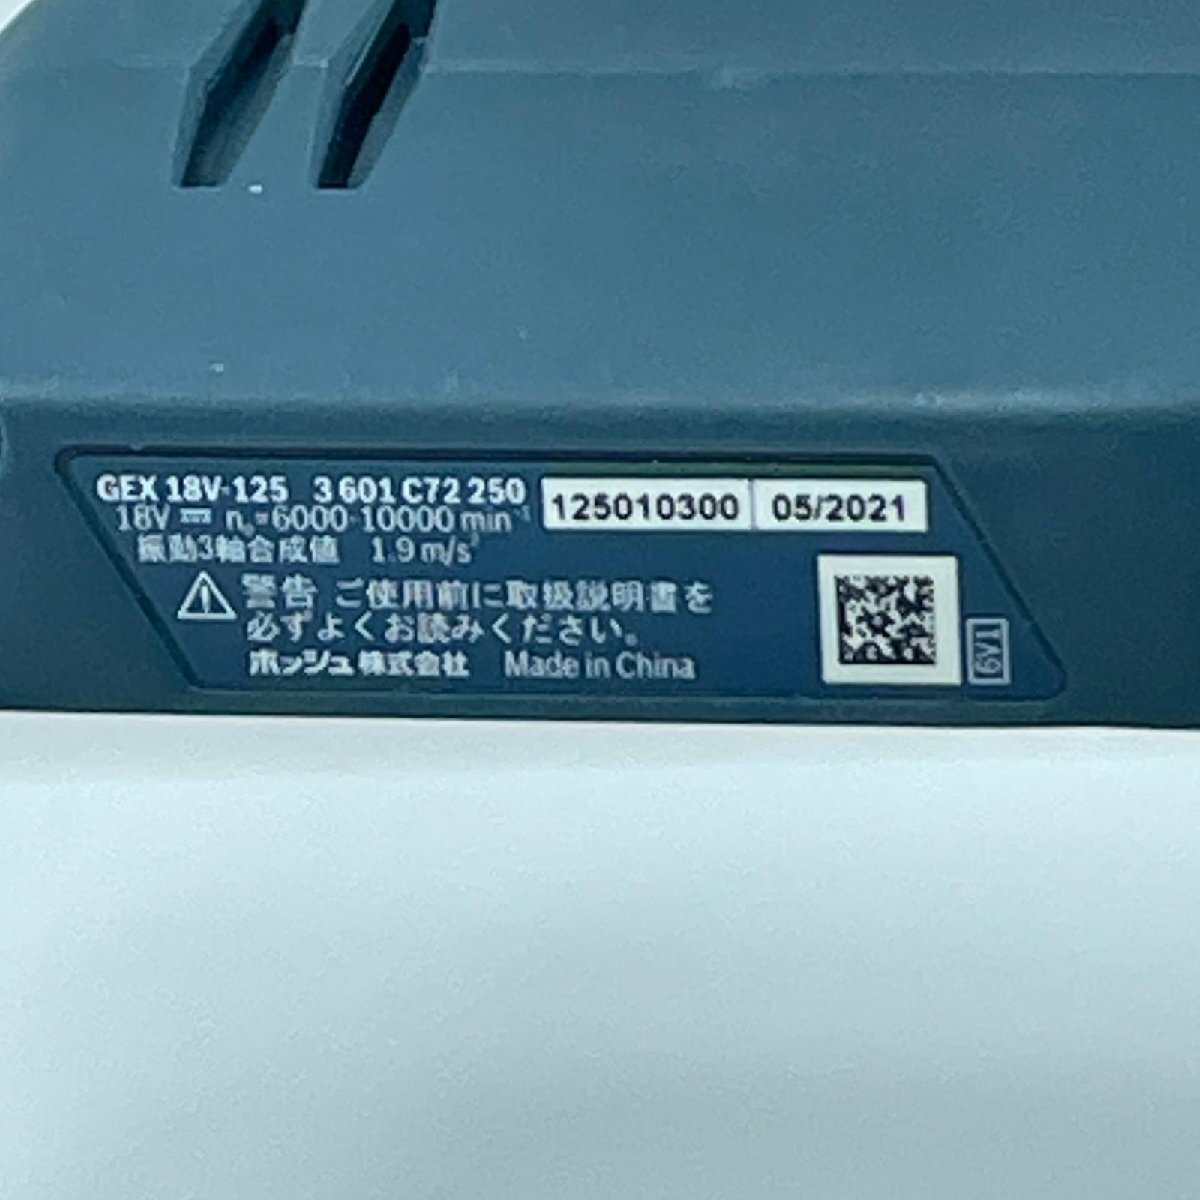 GEX 18V-125 3 601 C72 250 125010300 05/2021
18V ⎓ n₀=6000-10000 min⁻¹
振動3軸合成値 1.9 m/s²
警告 ご使用前に取扱説明書を
必ずよくお読みください。
ボッシュ株式会社 Made in China
6V1